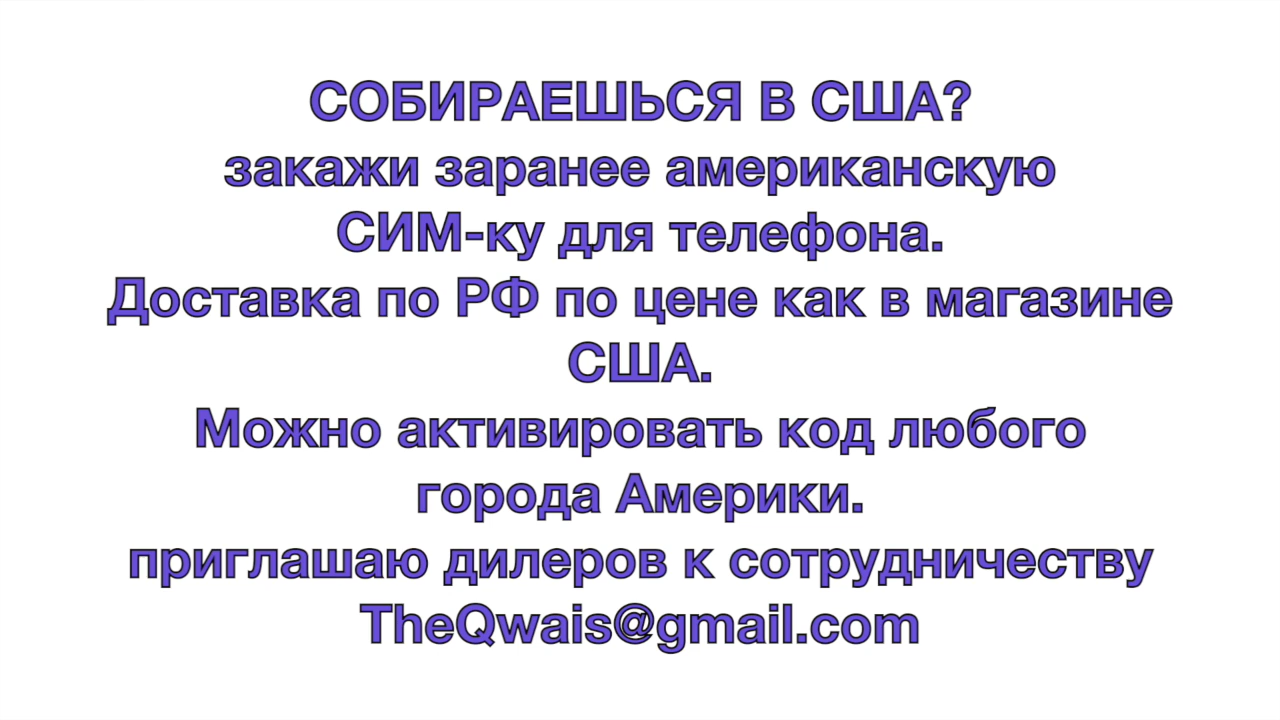 СОБИРАЕШЬСЯ В США?
закажи заранее американскую
СИМ-ку для телефона.
Доставка по РФ по цене как в магазине
США.
Можно активировать код любого
города Америки.
приглашаю дилеров к сотрудничеству
TheQwais@gmail.com